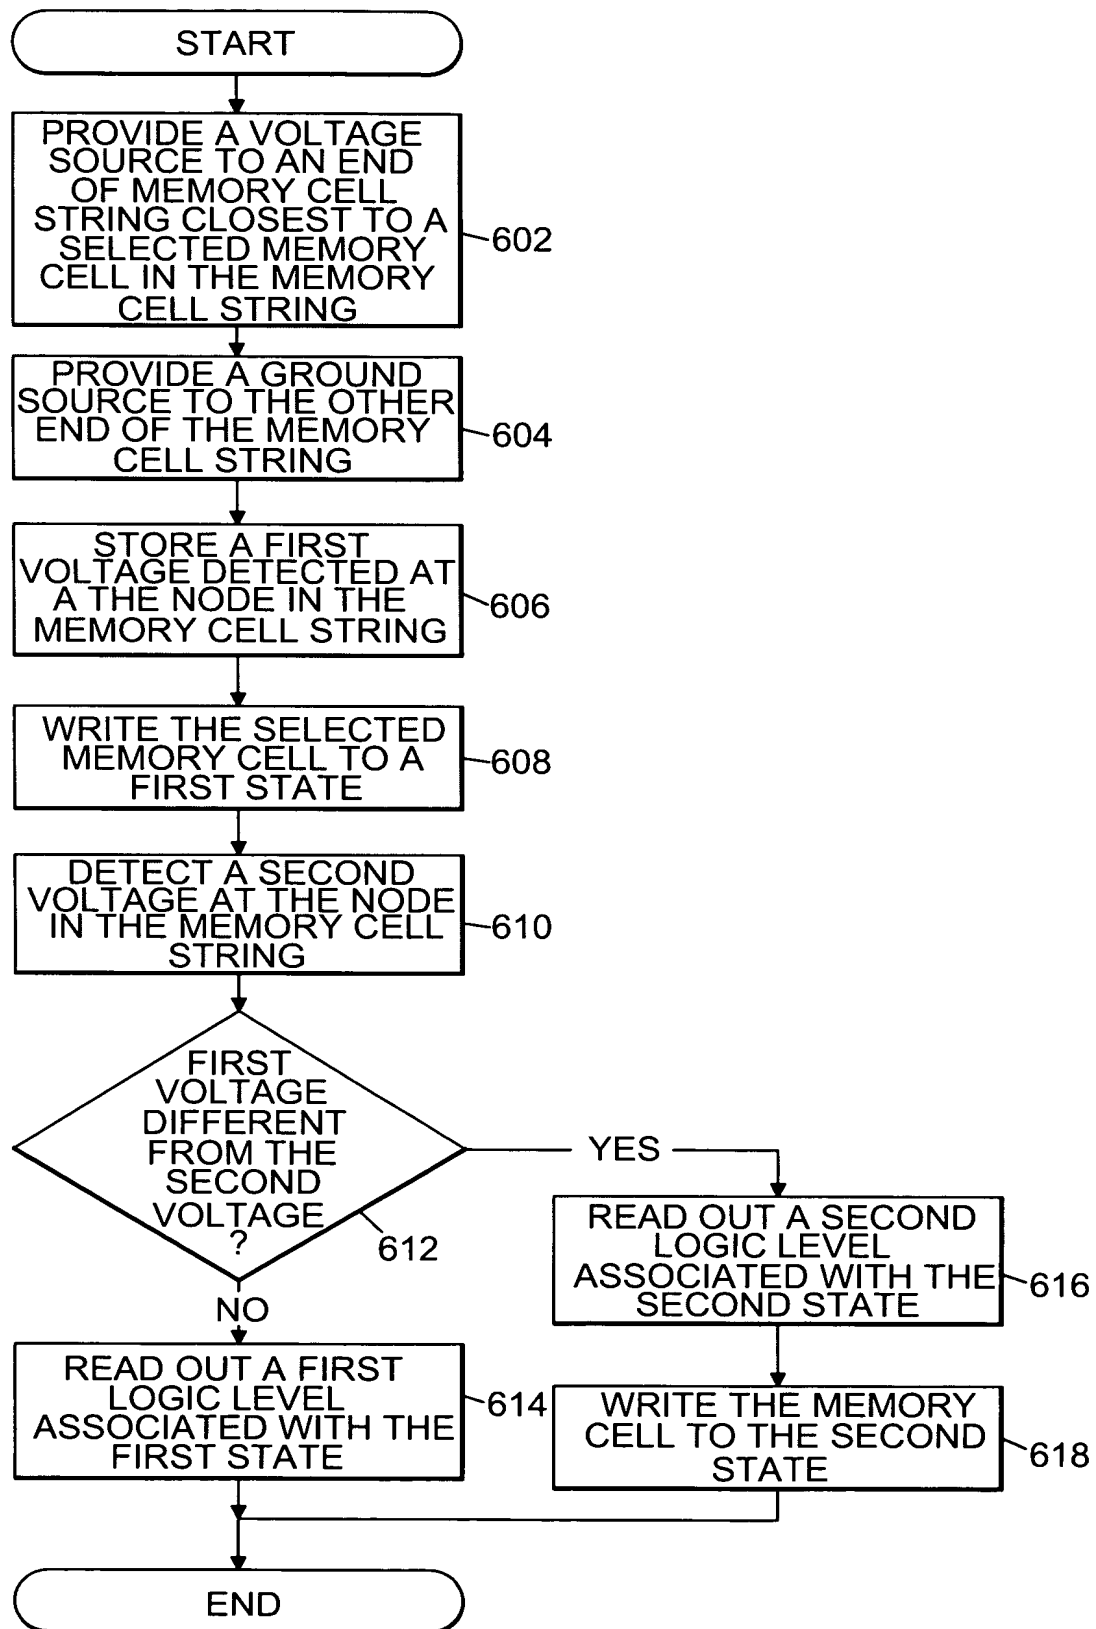 START
PROVIDE A VOLTAGE
SOURCE TO AN END
OF MEMORY CELL
STRING CLOSEST TO A
SELECTED MEMORY
CELL IN THE MEMORY
CELL STRING
602
PROVIDE A GROUND
SOURCE TO THE OTHER
END OF THE MEMORY
CELL STRING
604
STORE A FIRST
VOLTAGE DETECTED AT
A THE NODE IN THE
MEMORY CELL STRING
606
WRITE THE SELECTED
MEMORY CELL TO A
FIRST STATE
608
DETECT A SECOND
VOLTAGE AT THE NODE
IN THE MEMORY CELL
STRING
610
FIRST
VOLTAGE
DIFFERENT
FROM THE
SECOND
VOLTAGE
?
612
YES
NO
READ OUT A SECOND
LOGIC LEVEL
ASSOCIATED WITH THE
SECOND STATE
616
READ OUT A FIRST
LOGIC LEVEL
ASSOCIATED WITH THE
FIRST STATE
614
WRITE THE MEMORY
CELL TO THE SECOND
STATE
618
END